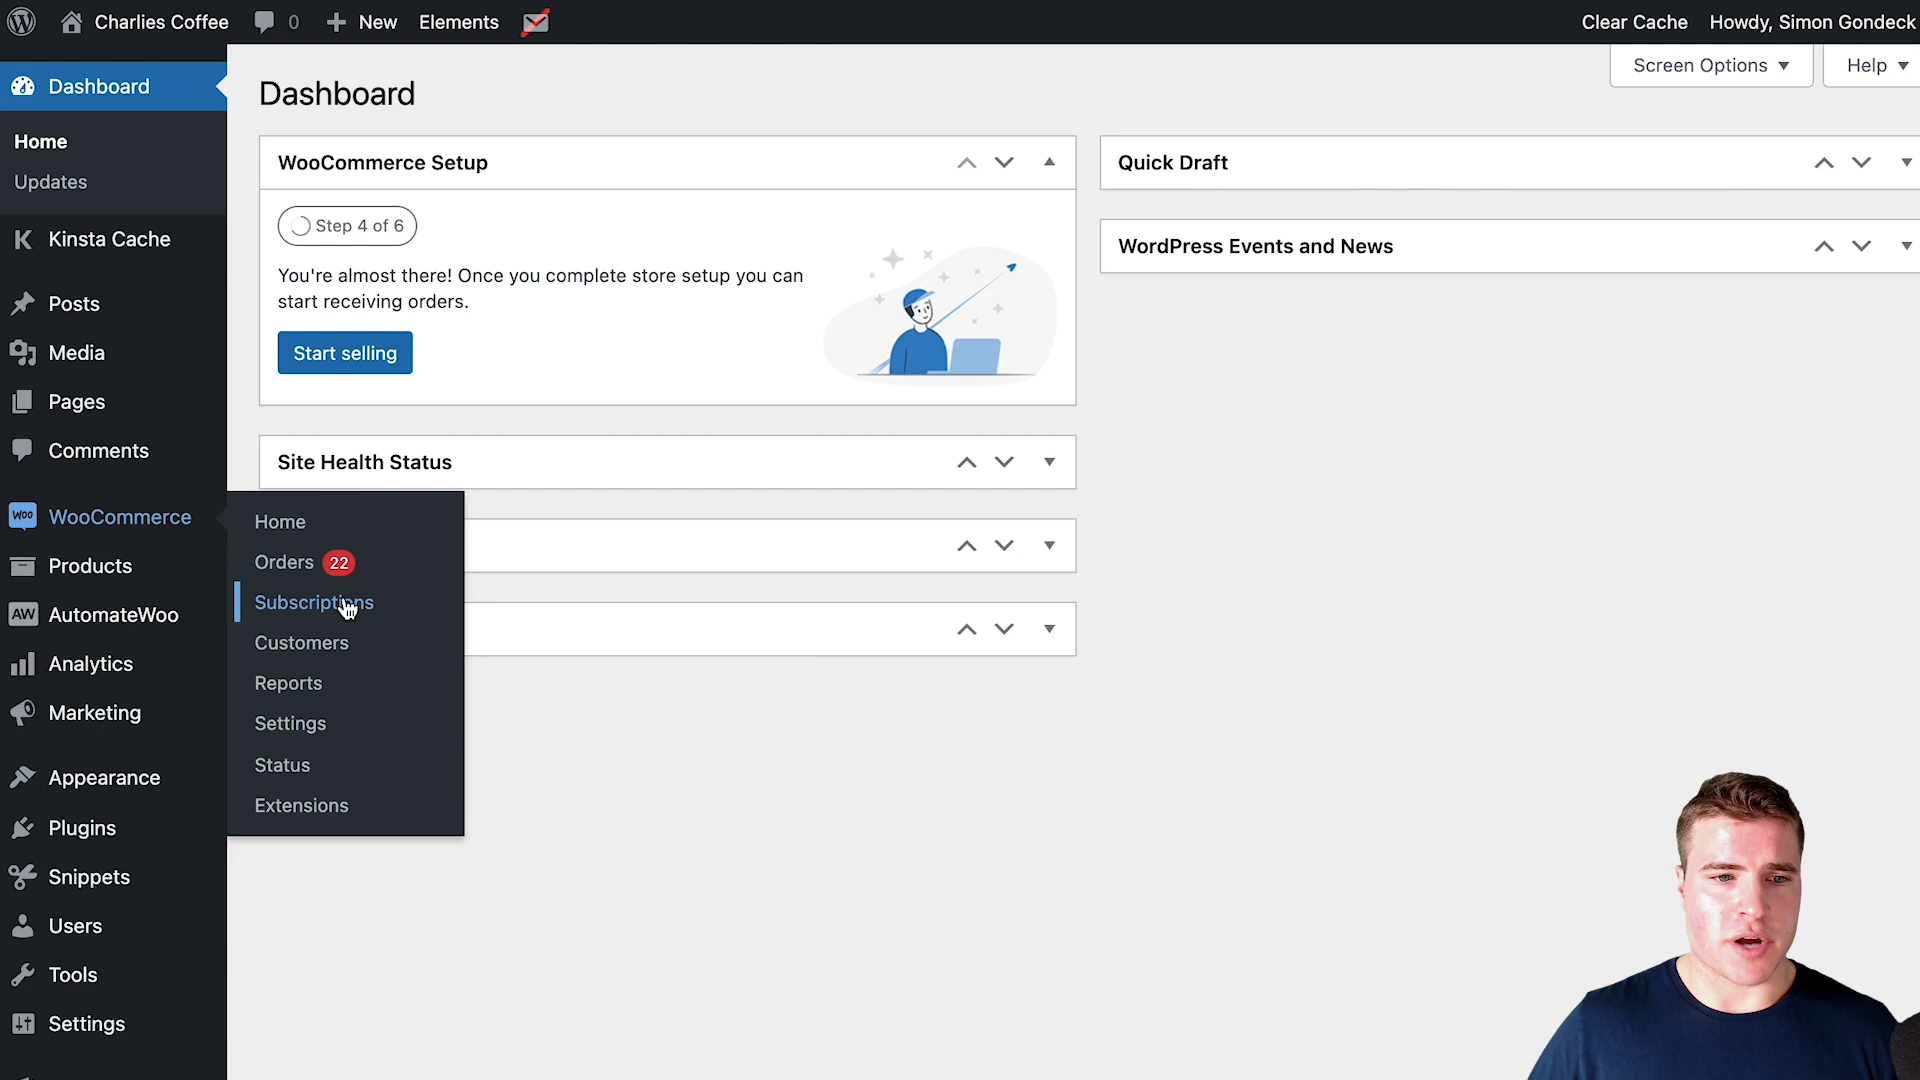 Charlies Coffee
0
New
Elements
Clear Cache
Howdy, Simon Gondeck
Dashboard
Home
Updates
K Kinsta Cache
Posts
Media
Pages
Comments
Woo WooCommerce
Products
AW AutomateWoo
Analytics
Marketing
Appearance
Plugins
Snippets
Users
Tools
Settings
Home
Orders 22
Subscriptions
Customers
Reports
Settings
Status
Extensions
Screen Options
Help
Dashboard
WooCommerce Setup
Step 4 of 6
You're almost there! Once you complete store setup you can
start receiving orders.
Start selling
Site Health Status
Quick Draft
WordPress Events and News